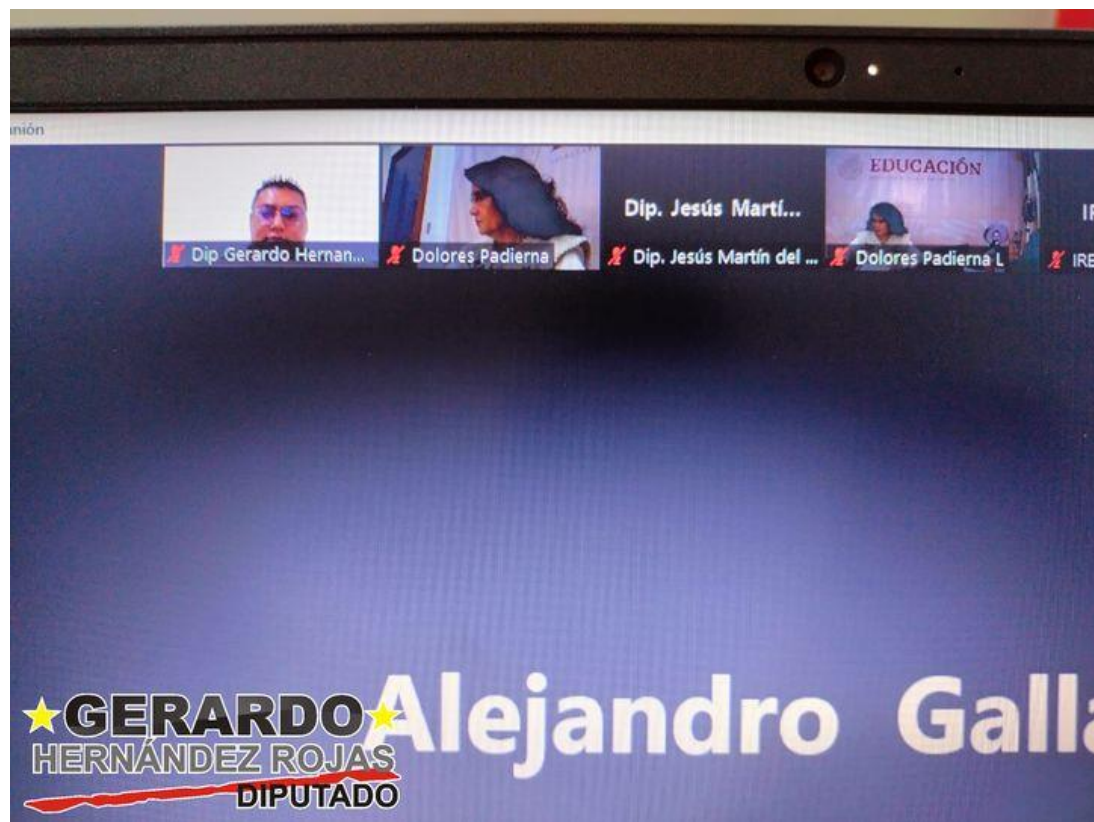 nión
Dip. Jesús Martí...
EDUCACIÓN
Dip Gerardo Hernan...
Dolores Padierna
Dip. Jesús Martín del ...
Dolores Padierna L
IRE
Alejandro Galla
GERARDO
HERNÁNDEZ ROJAS
DIPUTADO